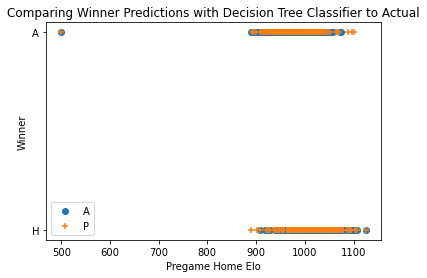 Comparing Winner Predictions with Decision Tree Classifier to Actual
A
Winner
H
A
P
500 600 700 800 900 1000 1100
Pregame Home Elo